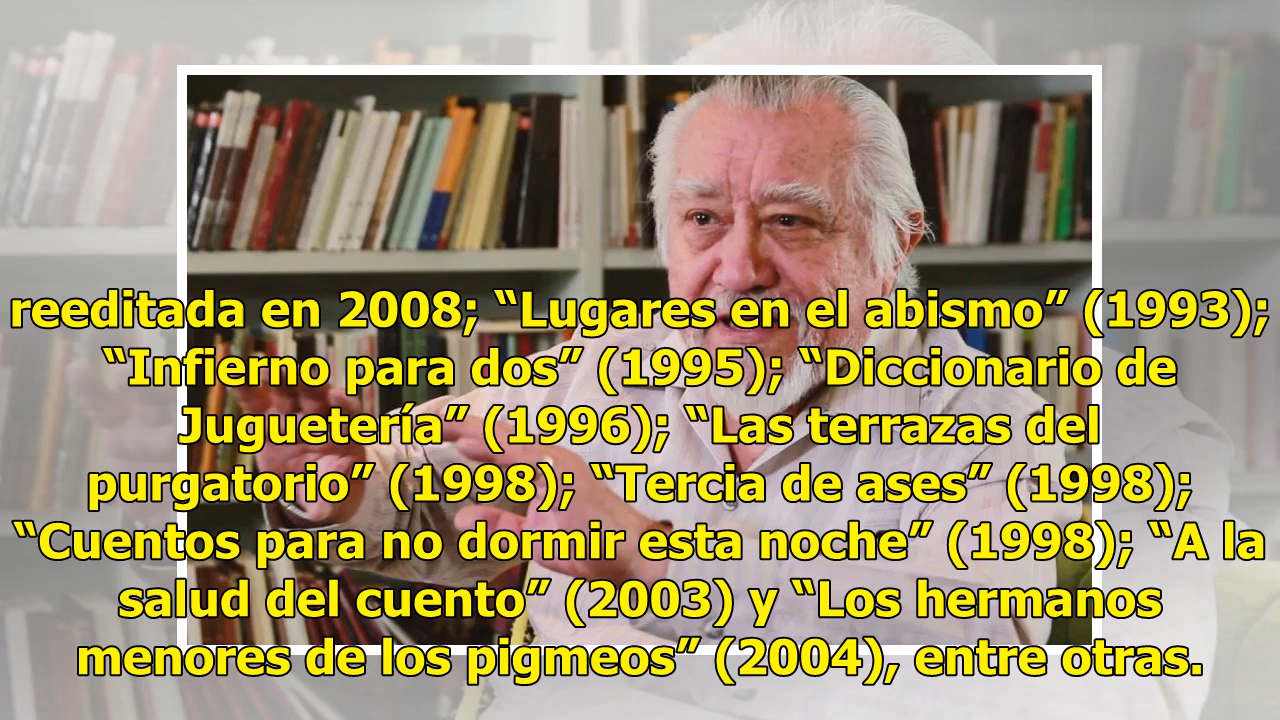 reeditada en 2008; “Lugares en el abismo” (1993);
“Infierno para dos” (1995); “Diccionario de
Juguetería” (1996); “Las terrazas del
purgatorio” (1998); “Tercia de ases” (1998);
“Cuentos para no dormir esta noche” (1998); “A la
salud del cuento” (2003) y “Los hermanos
menores de los pigmeos” (2004), entre otras.